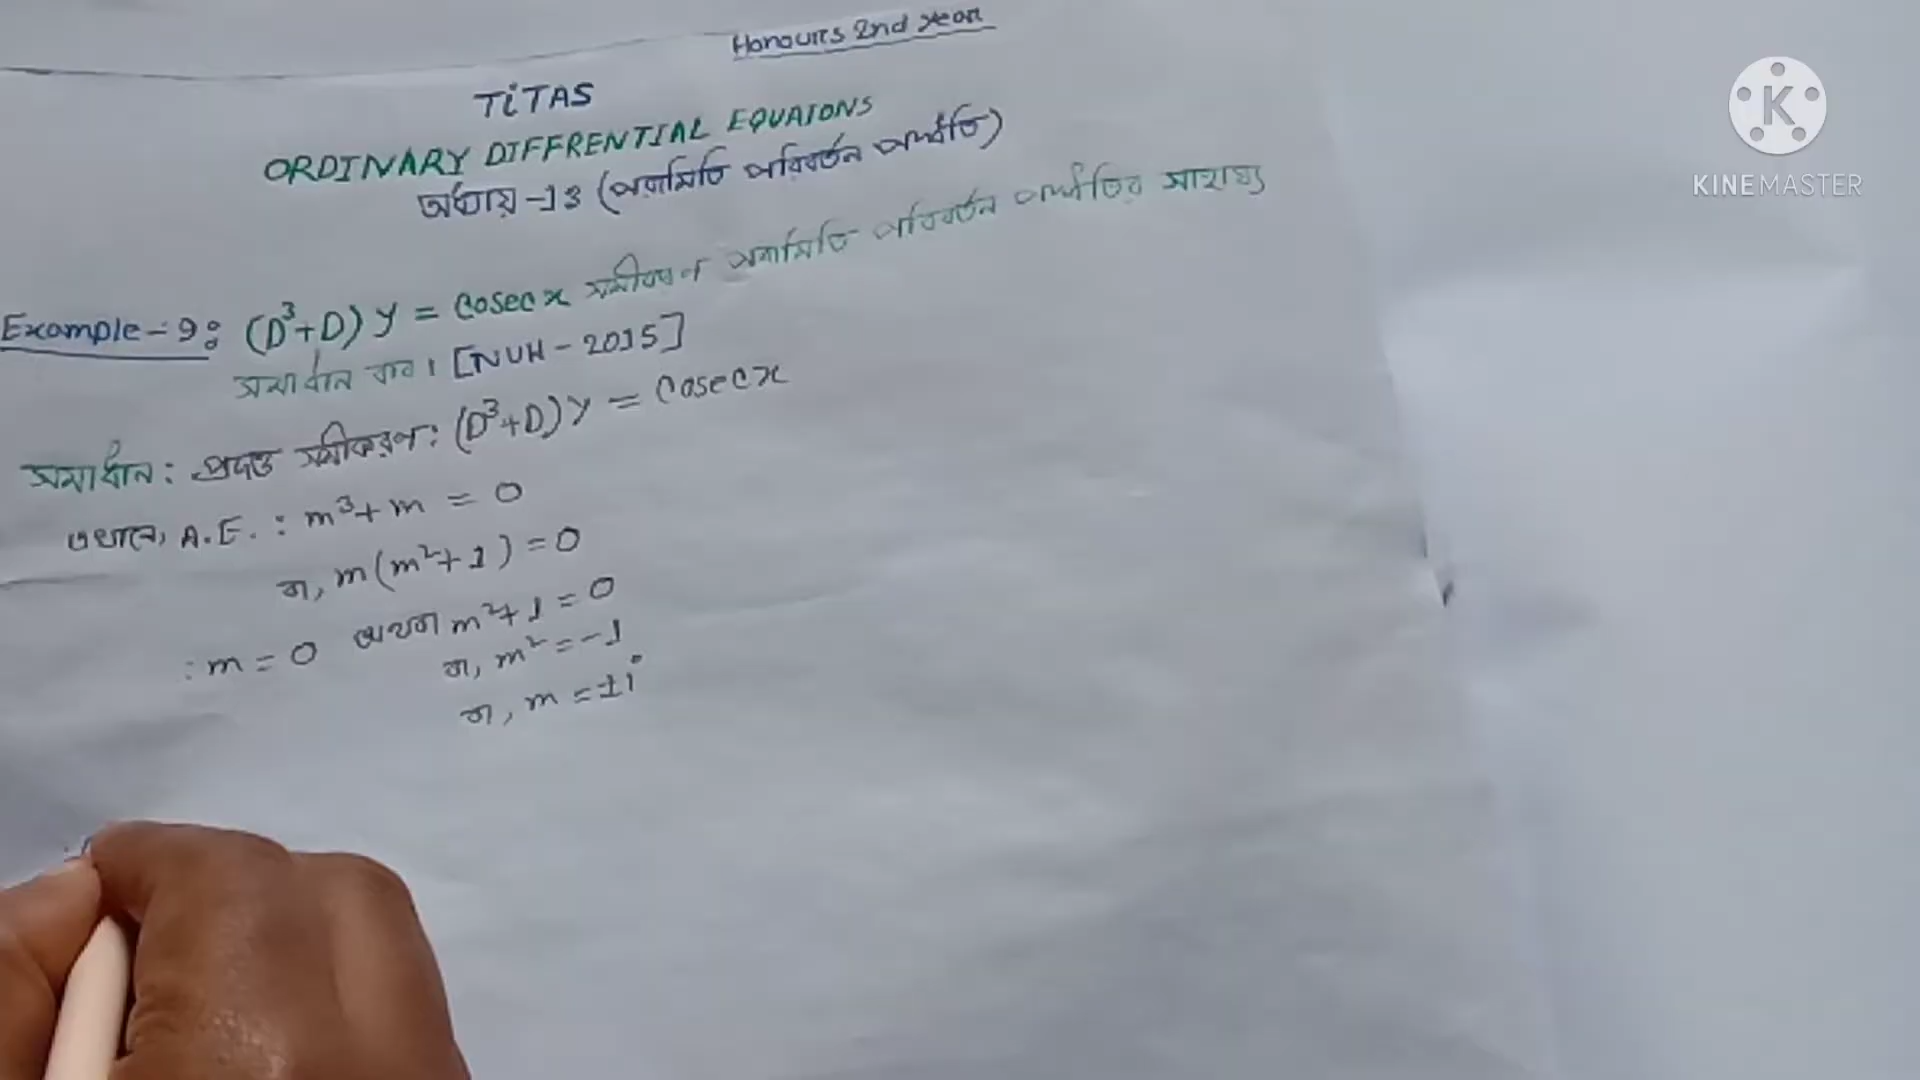 Honours 2nd year
TiTAS
ORDINARY DIFFRENTIAL EQUAIONS
অধ্যায়-13 (পরামিতি পরিবর্তন পদ্ধতি)
Example-9: (D³+D) y = cosec x সমীকরণ পরামিতি পরিবর্তন পদ্ধতির সাহায্যে
সমাধান কর। [NUH-2015]
সমাধান: প্রদত্ত সমীকরণ: (D³+D)y = cosec x
এখানে, A.E. : m³+m = 0
বা, m(m²+1) = 0
: m = 0 অথবা m²+1 = 0
বা, m² = -1
বা, m = ±i
KINEMASTER